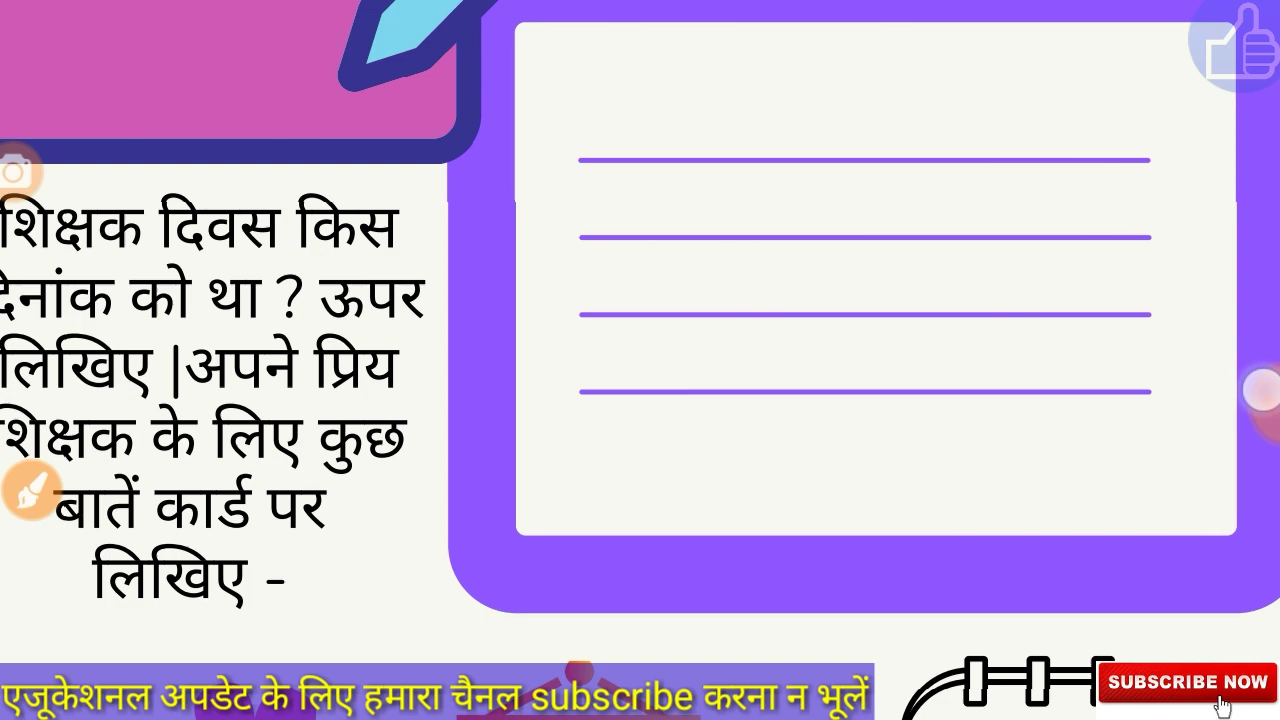 शिक्षक दिवस किस
दिनांक को था ? ऊपर
लिखिए |अपने प्रिय
शिक्षक के लिए कुछ
बातें कार्ड पर
लिखिए -
एजूकेशनल अपडेट के लिए हमारा चैनल subscribe करना न भूलें
SUBSCRIBE NOW